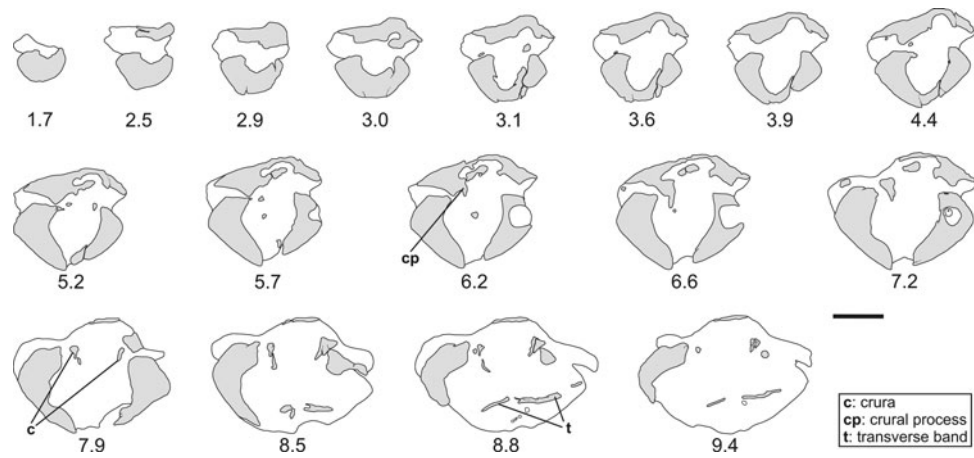 1.7 2.5 2.9 3.0 3.1 3.6 3.9 4.4
cp
5.2 5.7 6.2 6.6 7.2
c t
7.9 8.5 8.8 9.4
c: crura
cp: crural process
t: transverse band